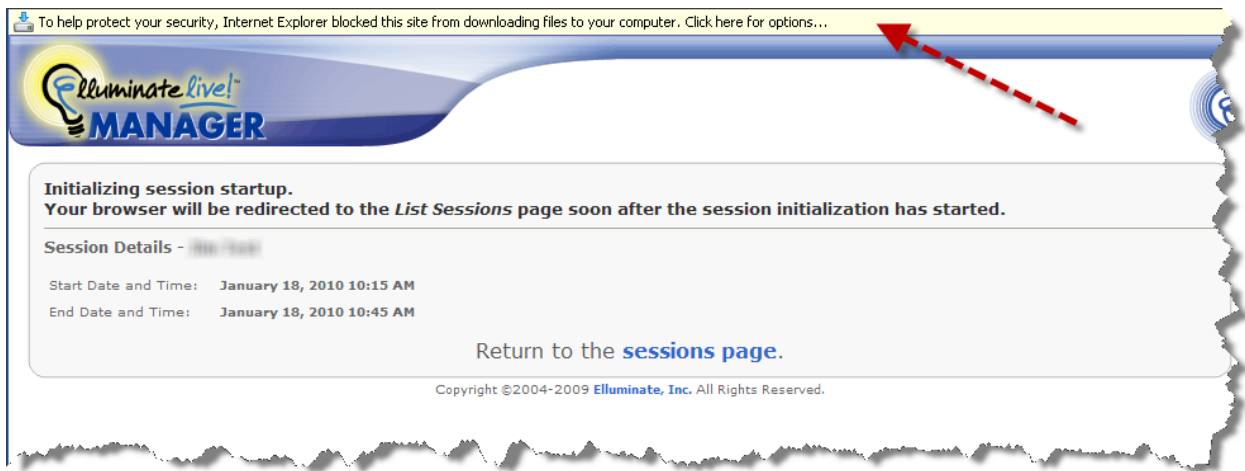 To help protect your security, Internet Explorer blocked this site from downloading files to your computer. Click here for options...
Elluminate live!™
MANAGER
Initializing session startup.
Your browser will be redirected to the List Sessions page soon after the session initialization has started.
Session Details -
Start Date and Time: January 18, 2010 10:15 AM
End Date and Time: January 18, 2010 10:45 AM
Return to the sessions page.
Copyright ©2004-2009 Elluminate, Inc. All Rights Reserved.